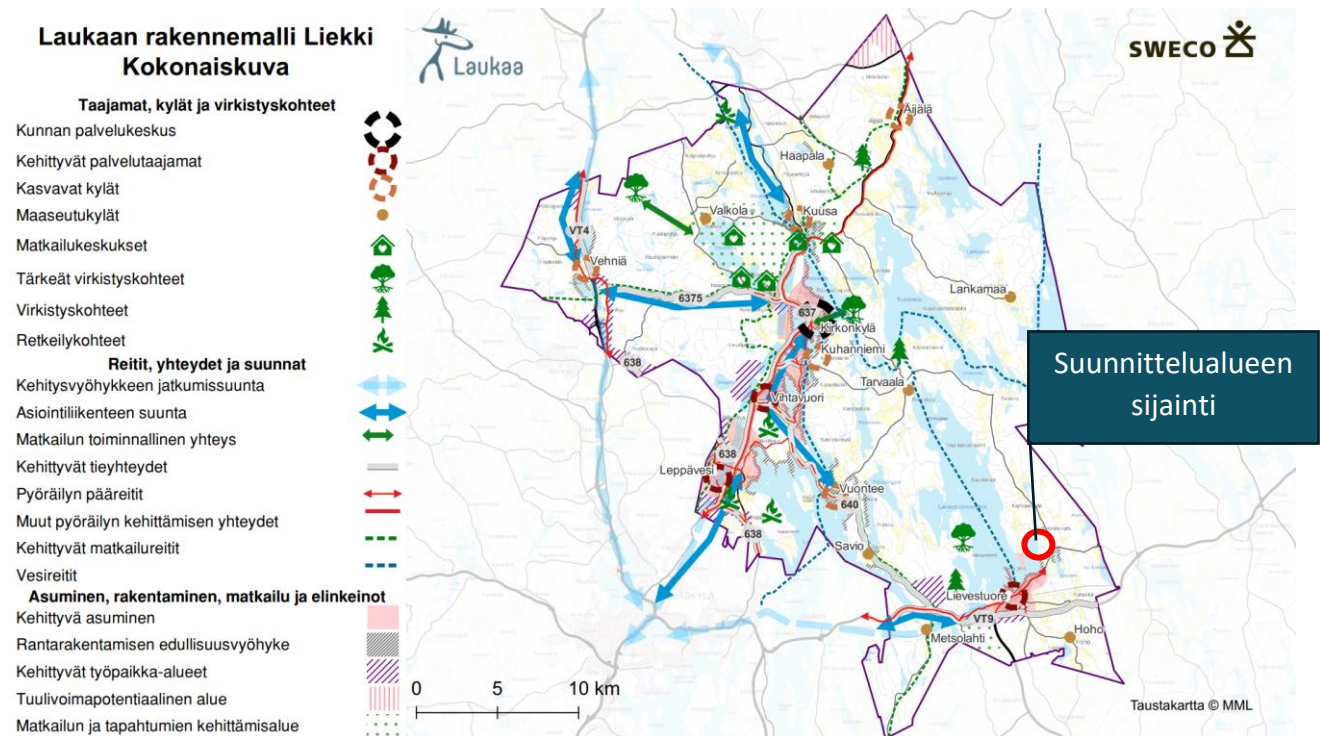 Laukaan rakennemalli Liekki
Kokonaiskuva
Taajamat, kylät ja virkistyskohteet
Kunnan palvelukeskus
Kehittyvät palvelutaajamat
Kasvavat kylät
Maaseutukylät
Matkailukeskukset
Tärkeät virkistyskohteet
Virkistyskohteet
Retkeilykohteet
Reitit, yhteydet ja suunnat
Kehitysvyöhykkeen jatkumissuunta
Asiointiliikenteen suunta
Matkailun toiminnallinen yhteys
Kehittyvät tieyhteydet
Pyöräilyn pääreitit
Muut pyöräilyn kehittämisen yhteydet
Kehittyvät matkailureitit
Vesireitit
Asuminen, rakentaminen, matkailu ja elinkeinot
Kehittyvä asuminen
Rantarakentamisen edullisuusvyöhyke
Kehittyvät työpaikka-alueet
Tuulivoimapotentiaalinen alue
Matkailun ja tapahtumien kehittämisalue
Laukaa
SWECO
Äijälä
Haapala
Valkola
Kuusa
VT4
Vehniä
Lankamaa
6375
637
Kirkonkylä
Kuhanniemi
638
Tarvaala
Vihtavuori
638
Leppävesi
Vuontee
640
638
Savio
Lievestuore
VT9
Metsolahti
Hoho
Suunnittelualueen
sijainti
0 5 10 km
Taustakartta © MML